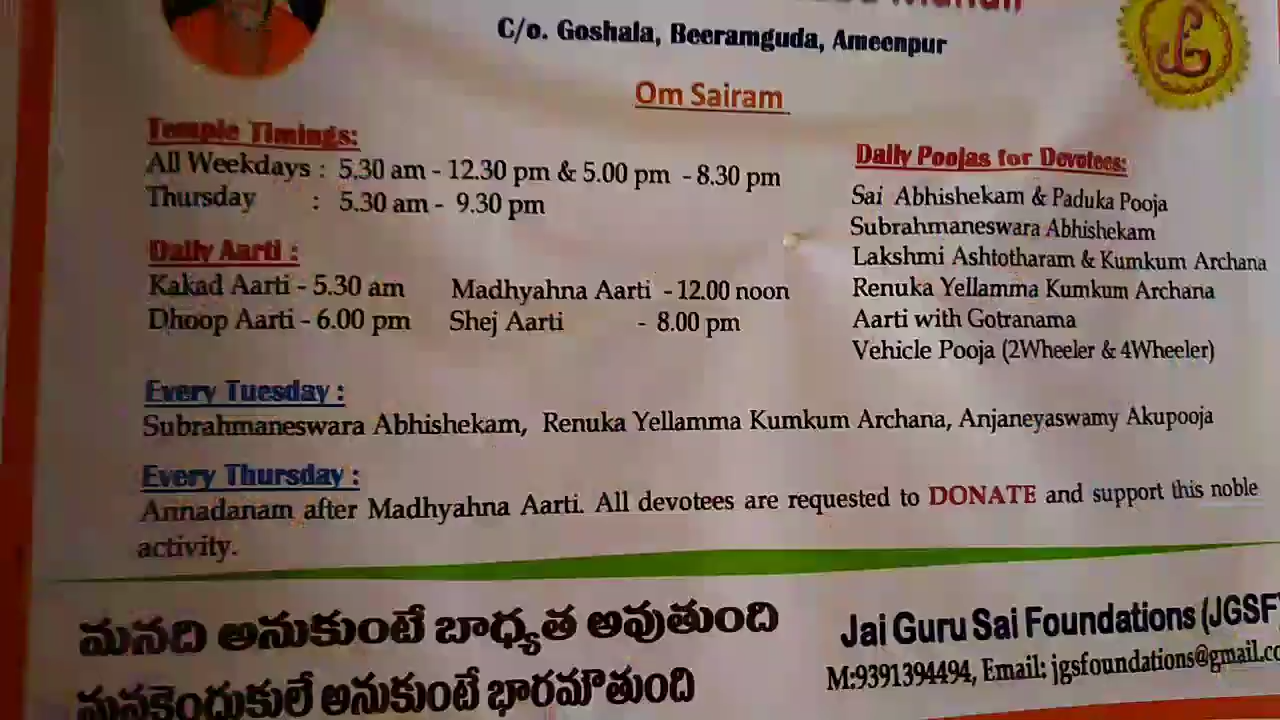 C/o. Goshala, Beeramguda, Ameenpur
Om Sairam
Temple Timings:
All Weekdays : 5.30 am - 12.30 pm & 5.00 pm - 8.30 pm
Thursday : 5.30 am - 9.30 pm
Daily Aarti :
Kakad Aarti - 5.30 am Madhyahna Aarti - 12.00 noon
Dhoop Aarti - 6.00 pm Shej Aarti - 8.00 pm
Daily Poojas for Devotees:
Sai Abhishekam & Paduka Pooja
Subrahmaneswara Abhishekam
Lakshmi Ashtotharam & Kumkum Archana
Renuka Yellamma Kumkum Archana
Aarti with Gotranama
Vehicle Pooja (2Wheeler & 4Wheeler)
Every Tuesday :
Subrahmaneswara Abhishekam, Renuka Yellamma Kumkum Archana, Anjaneyaswamy Akupooja
Every Thursday :
Annadanam after Madhyahna Aarti. All devotees are requested to DONATE and support this noble
activity.
మనది అనుకుంటే బాధ్యత అవుతుంది
మనకెందుకులే అనుకుంటే భారమౌతుంది
Jai Guru Sai Foundations (JGSF)
M:9391394494, Email: jgsfoundations@gmail.co